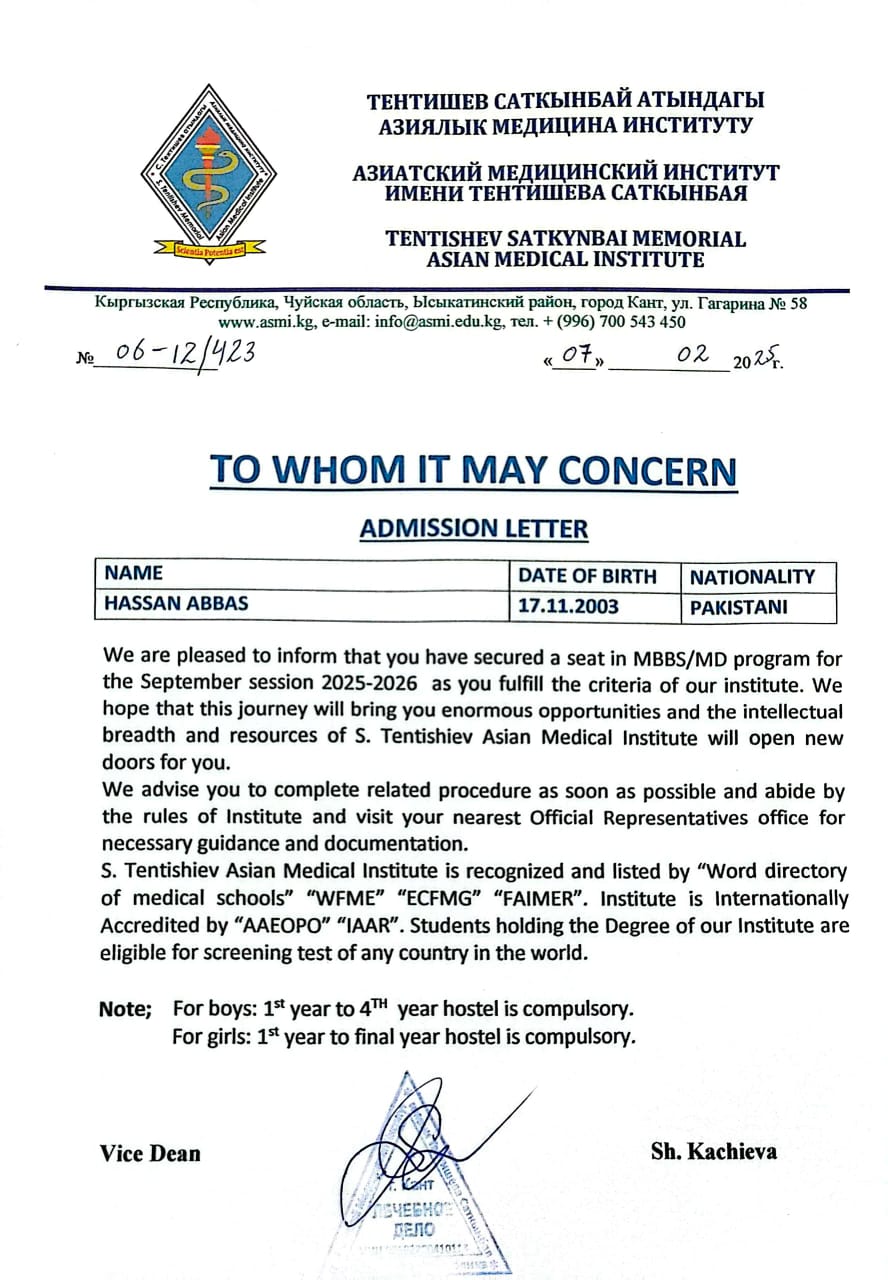 С. Тентишев атындагы Азиялык медицина институту
S. Tentishev Memorial Asian Medical Institute
Scientia Potentia est
ТЕНТИШЕВ САТКЫНБАЙ АТЫНДАГЫ
АЗИЯЛЫК МЕДИЦИНА ИНСТИТУТУ
АЗИАТСКИЙ МЕДИЦИНСКИЙ ИНСТИТУТ
ИМЕНИ ТЕНТИШЕВА САТКЫНБАЯ
TENTISHEV SATKYNBAI MEMORIAL
ASIAN MEDICAL INSTITUTE
Кыргызская Республика, Чуйская область, Ысыкатинский район, город Кант, ул. Гагарина № 58
www.asmi.kg, e-mail: info@asmi.edu.kg, тел. + (996) 700 543 450
№ 06-12/423 «07» 02 2025г.
TO WHOM IT MAY CONCERN
ADMISSION LETTER
NAME DATE OF BIRTH NATIONALITY
HASSAN ABBAS 17.11.2003 PAKISTANI
We are pleased to inform that you have secured a seat in MBBS/MD program for
the September session 2025-2026 as you fulfill the criteria of our institute. We
hope that this journey will bring you enormous opportunities and the intellectual
breadth and resources of S. Tentishiev Asian Medical Institute will open new
doors for you.
We advise you to complete related procedure as soon as possible and abide by
the rules of Institute and visit your nearest Official Representatives office for
necessary guidance and documentation.
S. Tentishiev Asian Medical Institute is recognized and listed by “Word directory
of medical schools” “WFME” “ECFMG” “FAIMER”. Institute is Internationally
Accredited by “AAEOPO” “IAAR”. Students holding the Degree of our Institute are
eligible for screening test of any country in the world.
Note; For boys: 1st year to 4TH year hostel is compulsory.
For girls: 1st year to final year hostel is compulsory.
Vice Dean Sh. Kachieva
г. Кант
ЛЕЧЕБНОЕ
ДЕЛО